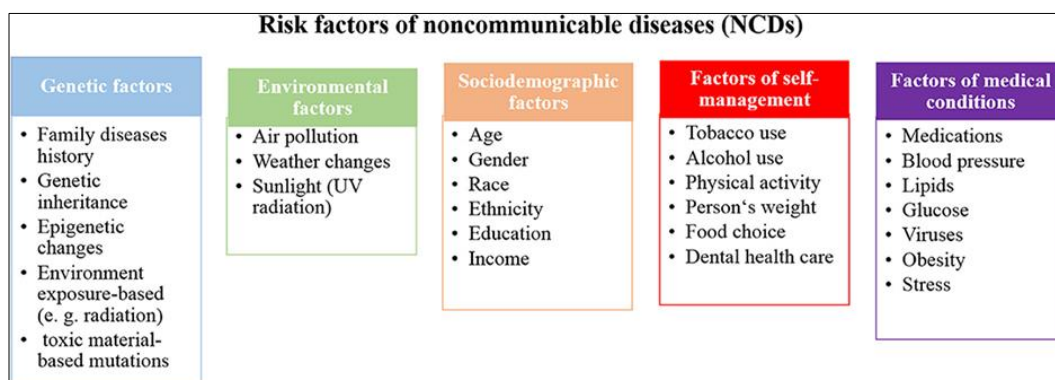 Risk factors of noncommunicable diseases (NCDs)
Genetic factors
• Family diseases
history
• Genetic
inheritance
• Epigenetic
changes
• Environment
exposure-based
(e. g. radiation)
• toxic material-
based mutations
Environmental
factors
• Air pollution
• Weather changes
• Sunlight (UV
radiation)
Sociodemographic
factors
• Age
• Gender
• Race
• Ethnicity
• Education
• Income
Factors of self-
management
• Tobacco use
• Alcohol use
• Physical activity
• Person‘s weight
• Food choice
• Dental health care
Factors of medical
conditions
• Medications
• Blood pressure
• Lipids
• Glucose
• Viruses
• Obesity
• Stress